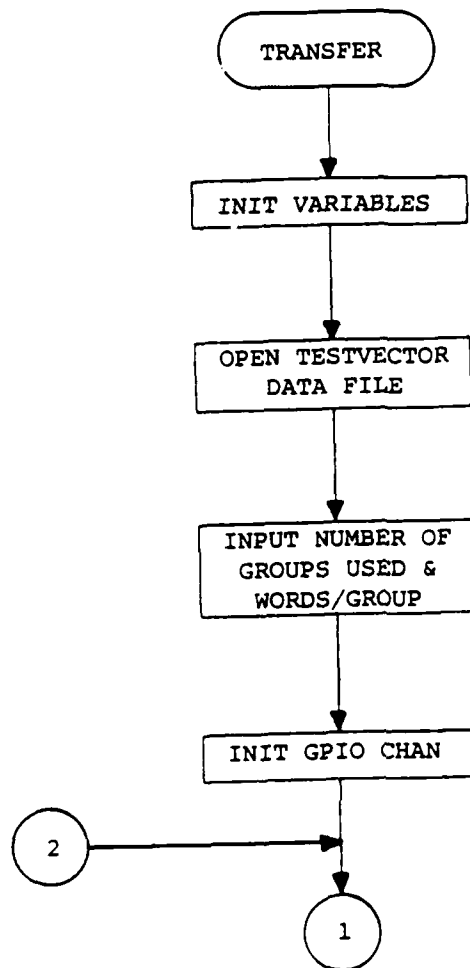 TRANSFER
INIT VARIABLES
OPEN TESTVECTOR
DATA FILE
INPUT NUMBER OF
GROUPS USED &
WORDS/GROUP
INIT GPIO CHAN
2
1